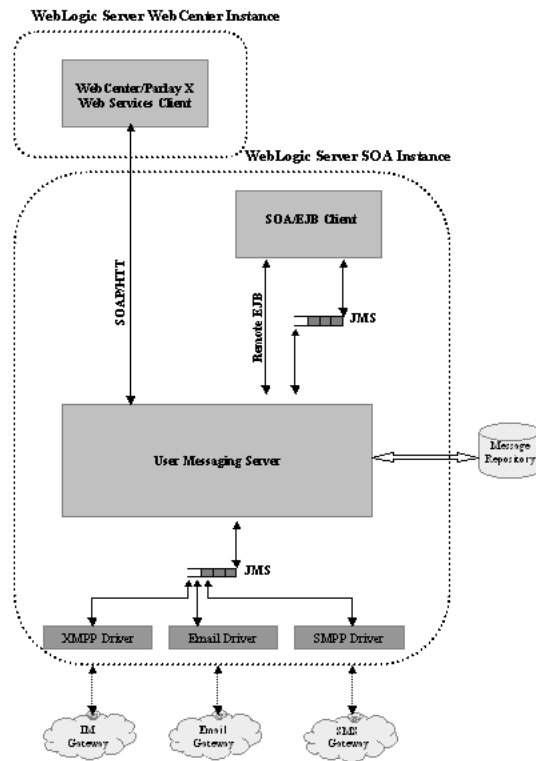 WebLogic Server WebCenter Instance
WebCenter/Parlay X
Web Services Client
WebLogic Server SOA Instance
SOA/EJB Client
SOAP/HTT
Remote EJB
JMS
User Messaging Server
Message
Repository
JMS
XMPP Driver
Email Driver
SMPP Driver
IM
Gateway
Email
Gateway
SMS
Gateway